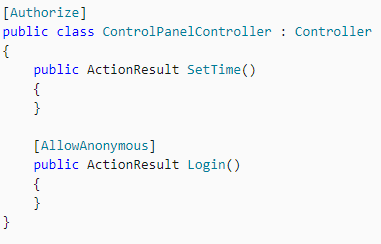 [Authorize]
public class ControlPanelController : Controller
{
    public ActionResult SetTime()
    {
    }

    [AllowAnonymous]
    public ActionResult Login()
    {
    }
}